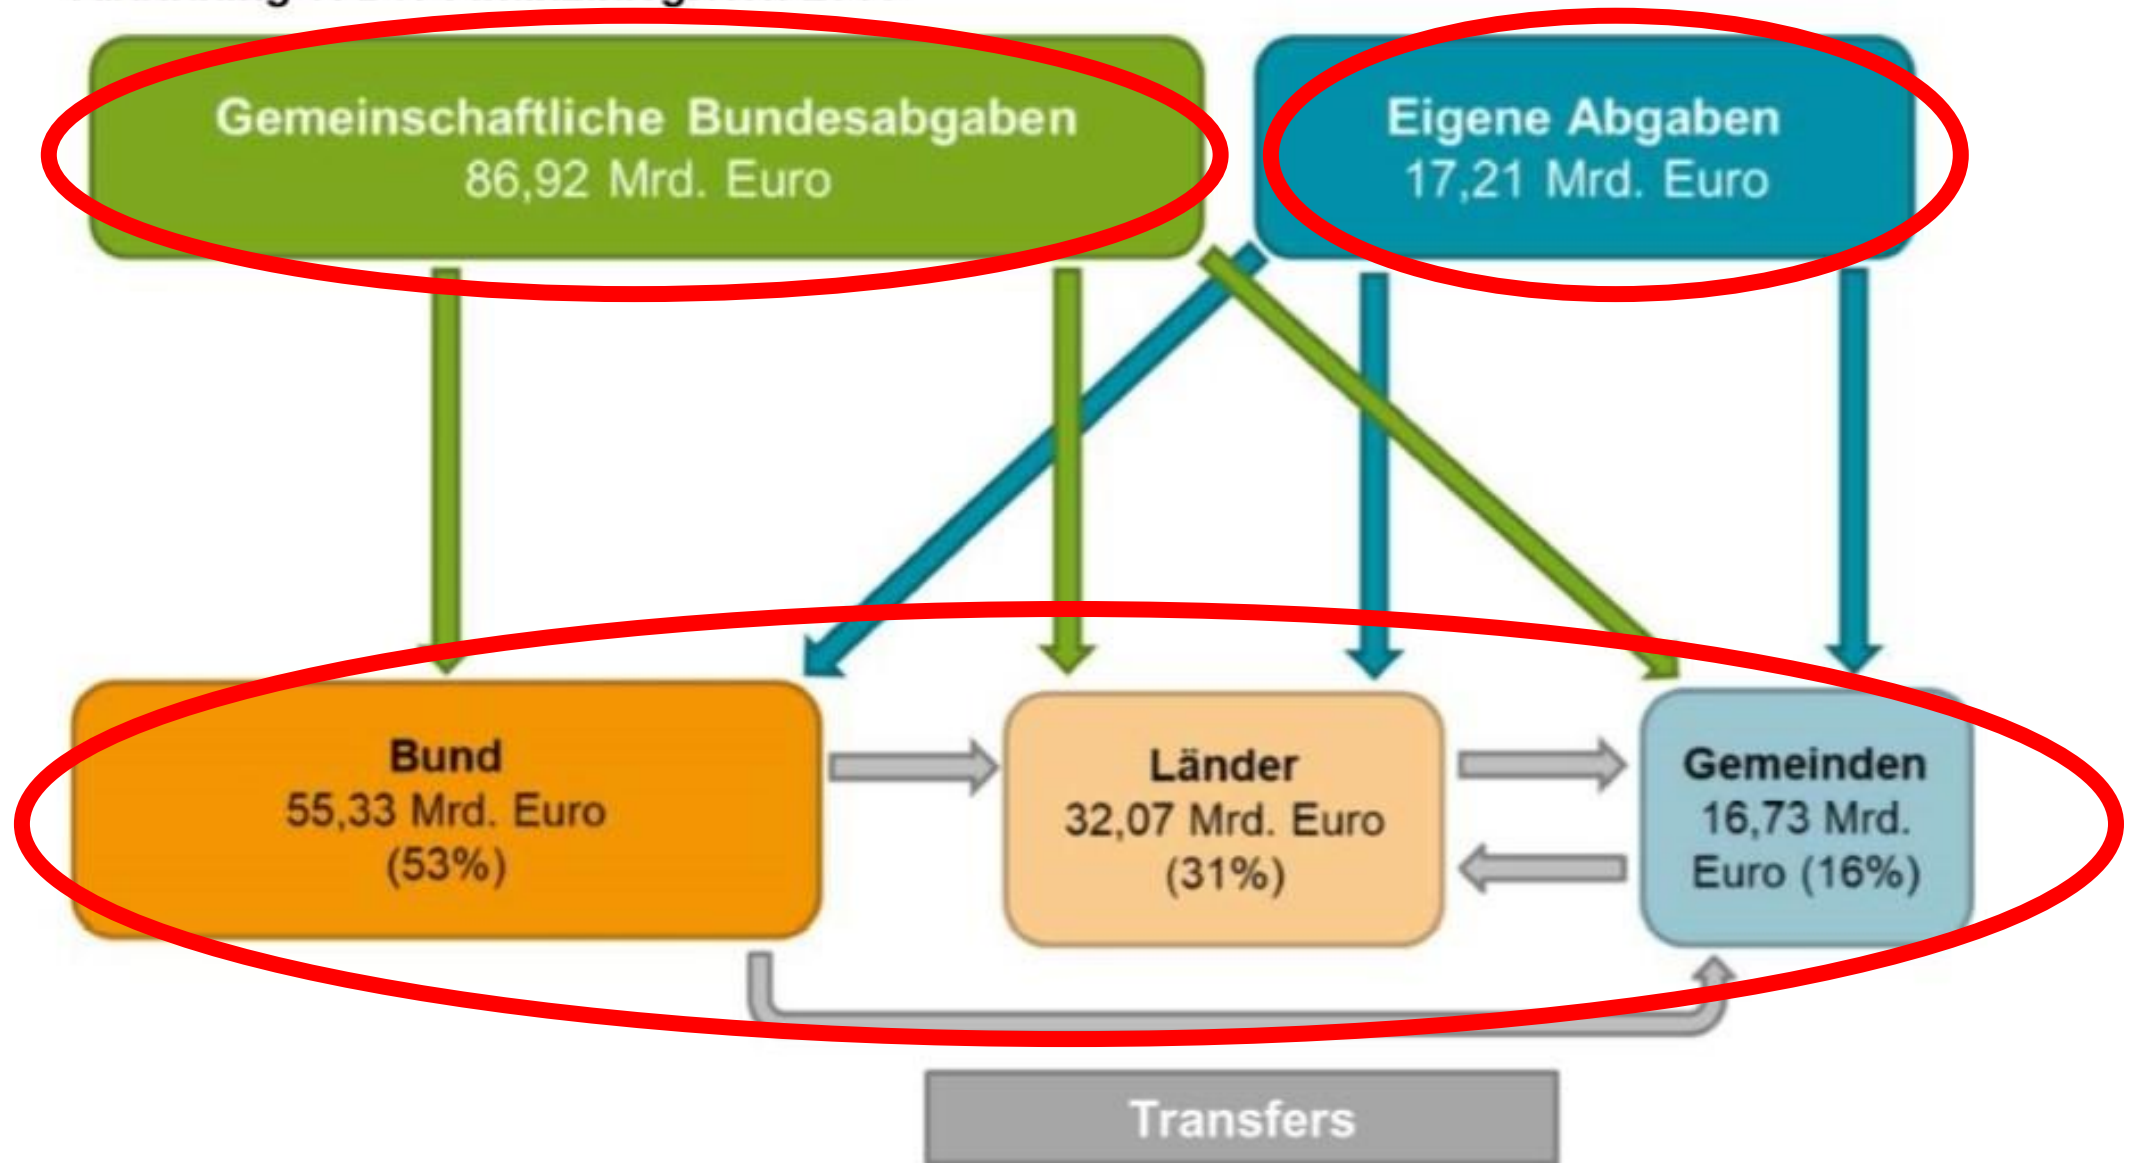 Gemeinschaftliche Bundesabgaben
86,92 Mrd. Euro
Eigene Abgaben
17,21 Mrd. Euro
Bund
55,33 Mrd. Euro
(53%)
Länder
32,07 Mrd. Euro
(31%)
Gemeinden
16,73 Mrd.
Euro (16%)
Transfers